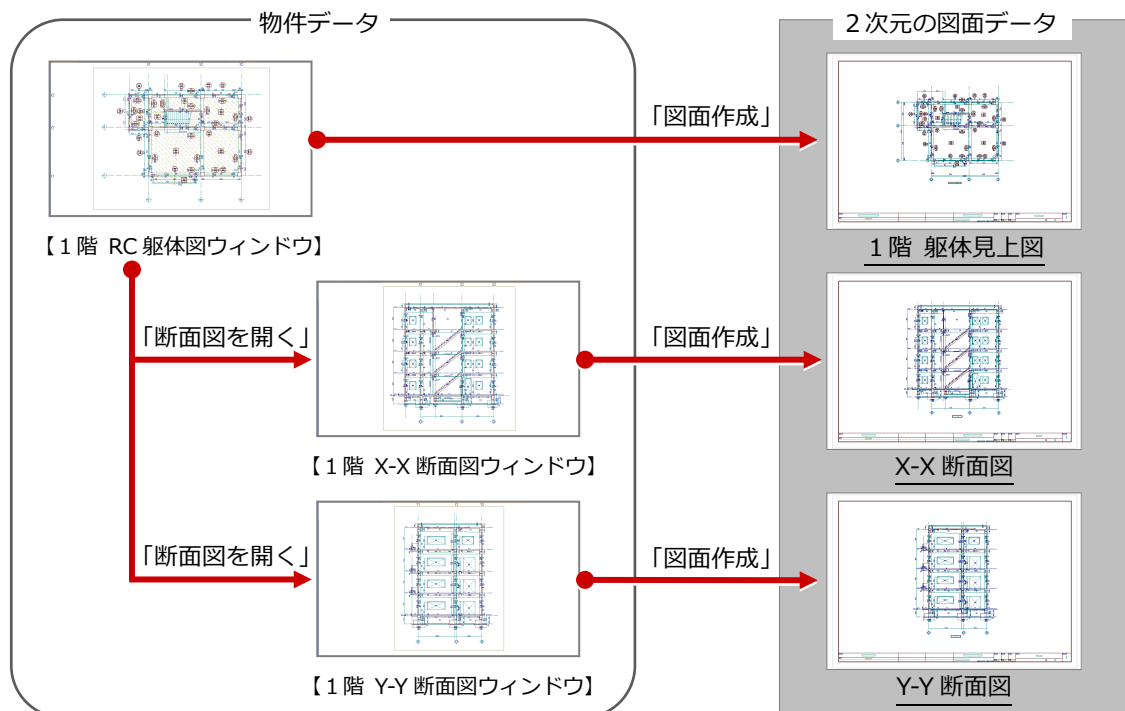 物件データ
２次元の図面データ
「図面作成」
【１階 RC 躯体図ウィンドウ】
１階 躯体見上図
「断面図を開く」
「図面作成」
【１階 X-X 断面図ウィンドウ】
X-X 断面図
「断面図を開く」
「図面作成」
【１階 Y-Y 断面図ウィンドウ】
Y-Y 断面図